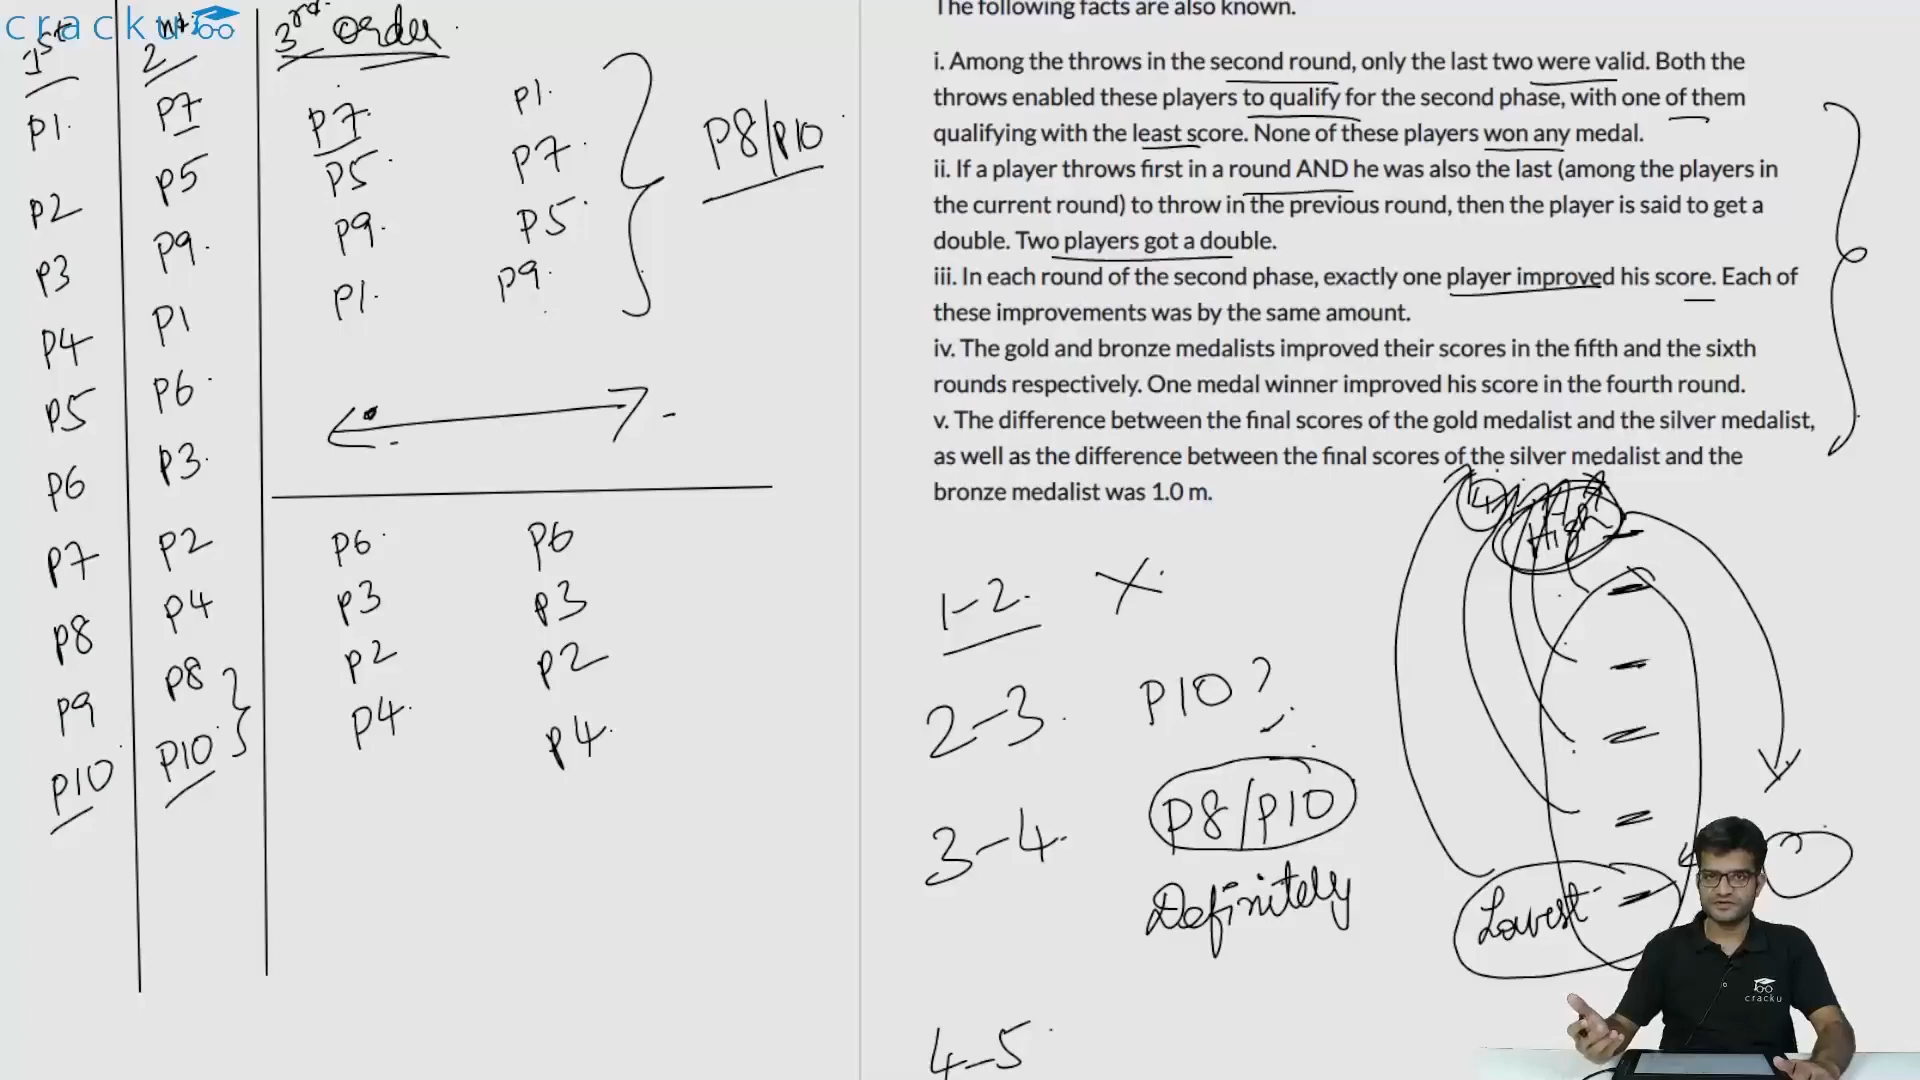 cracku
1st
2nd
3rd order
P1
P2
P3
P4
P5
P6
P7
P8
P9
P10
P7
P5
P9
P1
P6
P3
P2
P4
P8
P10
P7
P5
P9
P1
P1
P7
P5
P9
P8/P10
P6
P3
P2
P4
P6
P3
P2
P4
The following facts are also known.
i. Among the throws in the second round, only the last two were valid. Both the
throws enabled these players to qualify for the second phase, with one of them
qualifying with the least score. None of these players won any medal.
ii. If a player throws first in a round AND he was also the last (among the players in
the current round) to throw in the previous round, then the player is said to get a
double. Two players got a double.
iii. In each round of the second phase, exactly one player improved his score. Each of
these improvements was by the same amount.
iv. The gold and bronze medalists improved their scores in the fifth and the sixth
rounds respectively. One medal winner improved his score in the fourth round.
v. The difference between the final scores of the gold medalist and the silver medalist,
as well as the difference between the final scores of the silver medalist and the
bronze medalist was 1.0 m.
1-2. X
2-3. P10?
3-4. P8/P10
Definitely
4-5
4
High
Lowest
cracku